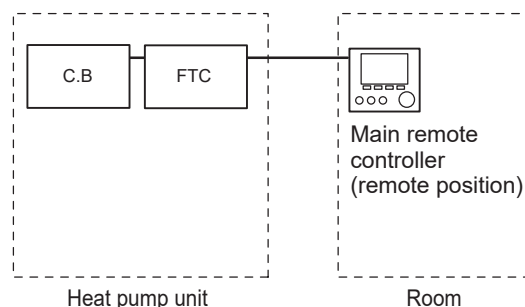 C.B
FTC
Main remote
controller
(remote position)
Heat pump unit
Room